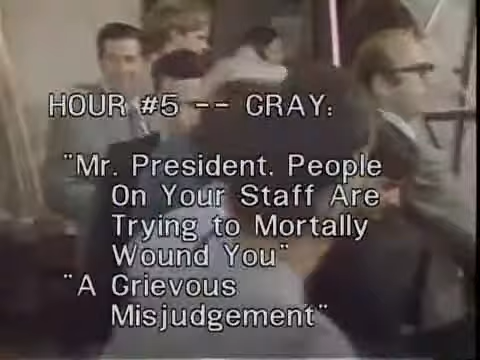 HOUR #5 -- GRAY:
"Mr. President. People
On Your Staff Are
Trying to Mortally
Wound You"
"A Grievous
Misjudgement"